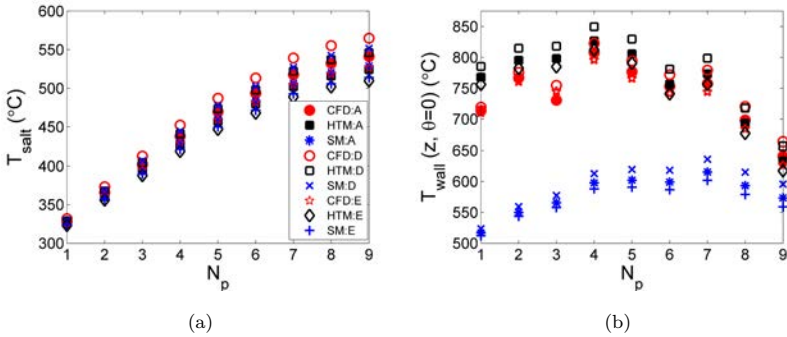 600
550
500
450
400
350
300
T_salt (°C)
1 2 3 4 5 6 7 8 9
N_p
CFD:A
HTM:A
SM:A
CFD:D
HTM:D
SM:D
CFD:E
HTM:E
SM:E
(a)
850
800
750
700
650
600
550
500
T_wall (z, θ=0) (°C)
1 2 3 4 5 6 7 8 9
N_p
(b)